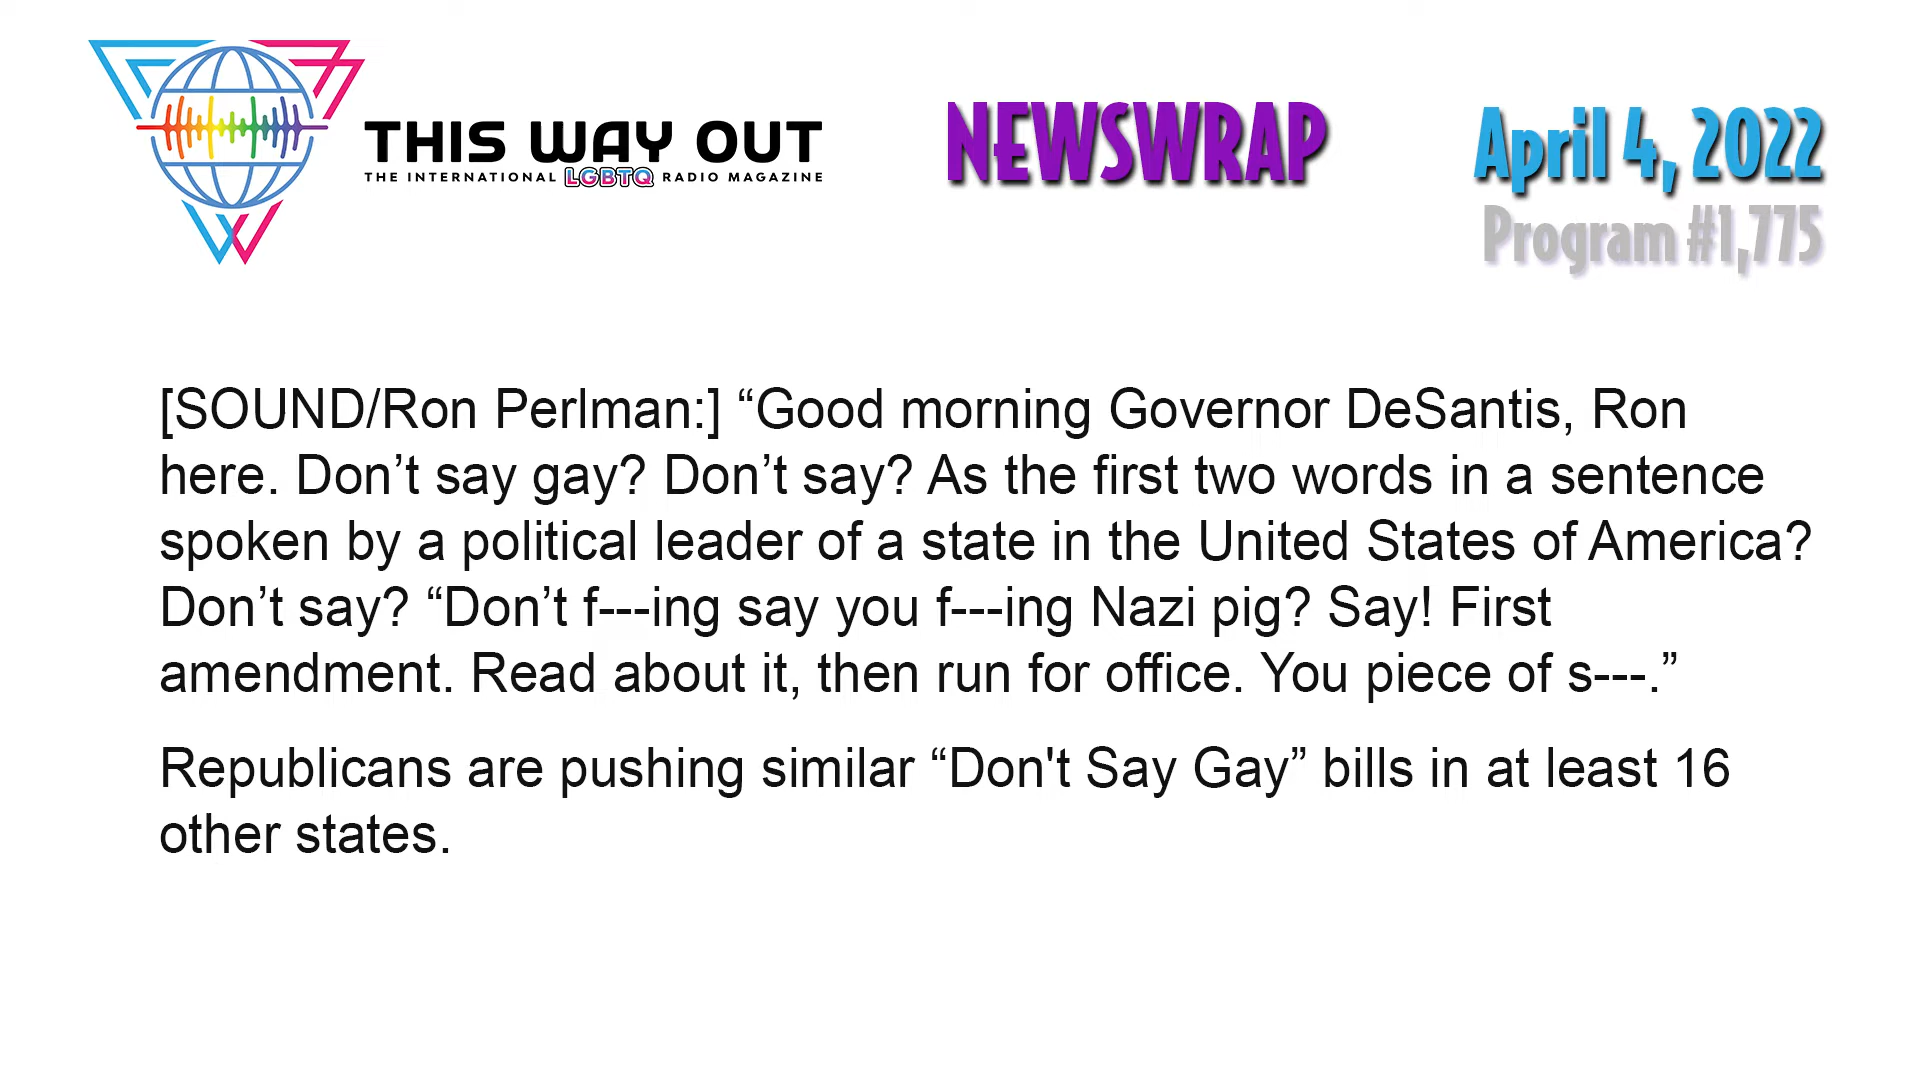 THIS WAY OUT
THE INTERNATIONAL LGBTQ RADIO MAGAZINE
NEWSWRAP
April 4, 2022
Program #1,775
[SOUND/Ron Perlman:] “Good morning Governor DeSantis, Ron
here. Don’t say gay? Don’t say? As the first two words in a sentence
spoken by a political leader of a state in the United States of America?
Don’t say? “Don’t f---ing say you f---ing Nazi pig? Say! First
amendment. Read about it, then run for office. You piece of s---.”
Republicans are pushing similar “Don't Say Gay” bills in at least 16
other states.